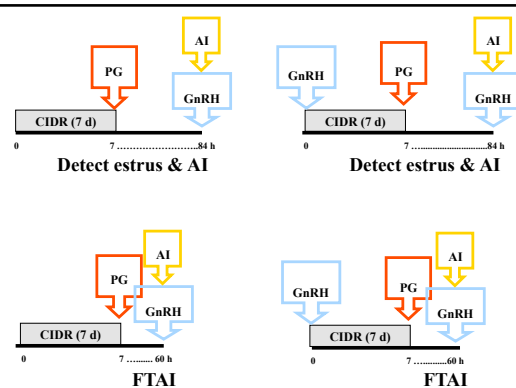 AI
PG
GnRH
CIDR (7 d)
0 7 ……………………..84 h
Detect estrus & AI
AI
GnRH
PG
GnRH
CIDR (7 d)
0 7 …..........................84 h
Detect estrus & AI
AI
PG
GnRH
CIDR (7 d)
0 7 …....... 60 h
FTAI
AI
GnRH
PG
GnRH
CIDR (7 d)
0 7 …..........60 h
FTAI